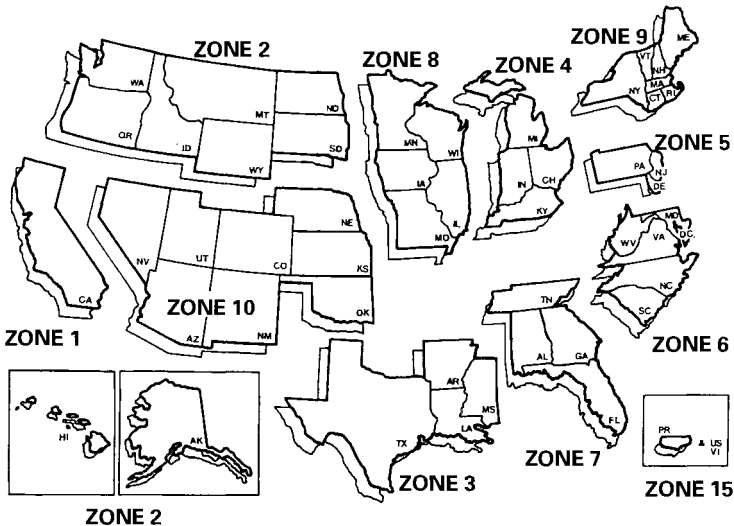 ZONE 2
ZONE 8
ZONE 4
ZONE 9
ME
VT
NH
MA
NY
CT
RI
WA
MT
ND
OR
ID
WY
SD
MN
WI
MI
IA
IL
MO
IN
OH
KY
ZONE 5
PA
NJ
DE
MD
DC
WV
VA
NC
SC
ZONE 6
CA
ZONE 1
NV
UT
CO
NE
KS
OK
ZONE 10
AZ
NM
TN
AL
GA
FL
ZONE 7
AR
MS
LA
TX
ZONE 3
HI
AK
ZONE 2
PR
& US
VI
ZONE 15